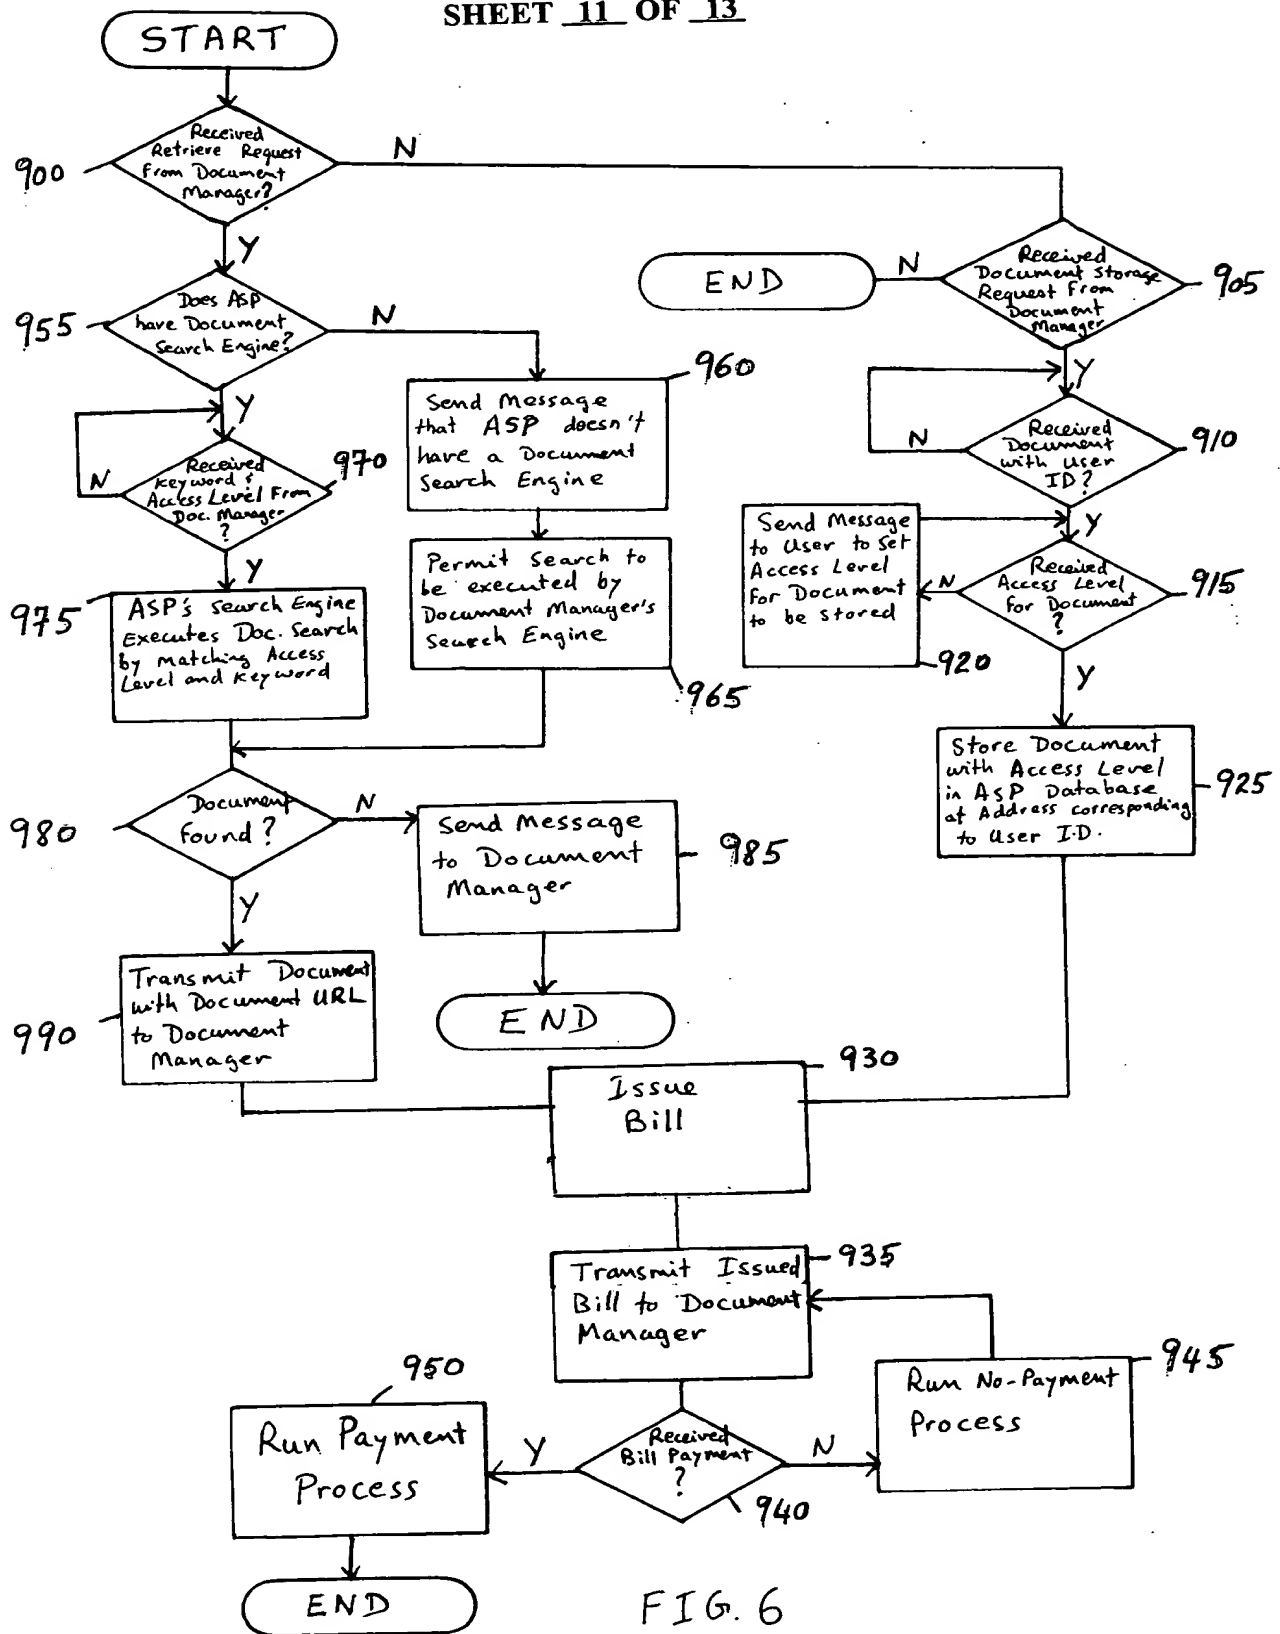 SHEET 11 OF 13
START
900
Received
Retrieve Request
From Document
Manager?
N
Y
END
N
Received
Document Storage
Request From
Document
Manager
905
955
Does ASP
have Document
Search Engine?
N
Y
960
Send Message
that ASP doesn't
have a Document
Search Engine
Y
N
Received
Document
with User
ID?
910
N
Received
Keyword &
Access Level From
Doc. Manager
?
970
Y
Send Message
to User to Set
Access Level
for Document
to be stored
920
Y
N
Received
Access Level
for Document
?
915
Y
975
ASP's Search Engine
Executes Doc. Search
by matching Access
Level and Keyword
Permit Search to
be executed by
Document Manager's
Search Engine
965
Store Document
with Access Level
in ASP Database
at Address corresponding
to User I.D.
925
980
Document
found?
N
Y
Send Message
to Document
Manager
985
END
990
Transmit Document
with Document URL
to Document
Manager
930
Issue
Bill
935
Transmit Issued
Bill to Document
Manager
945
Run No-Payment
Process
950
Run Payment
Process
Y
Received
Bill Payment
?
N
940
END
FIG. 6